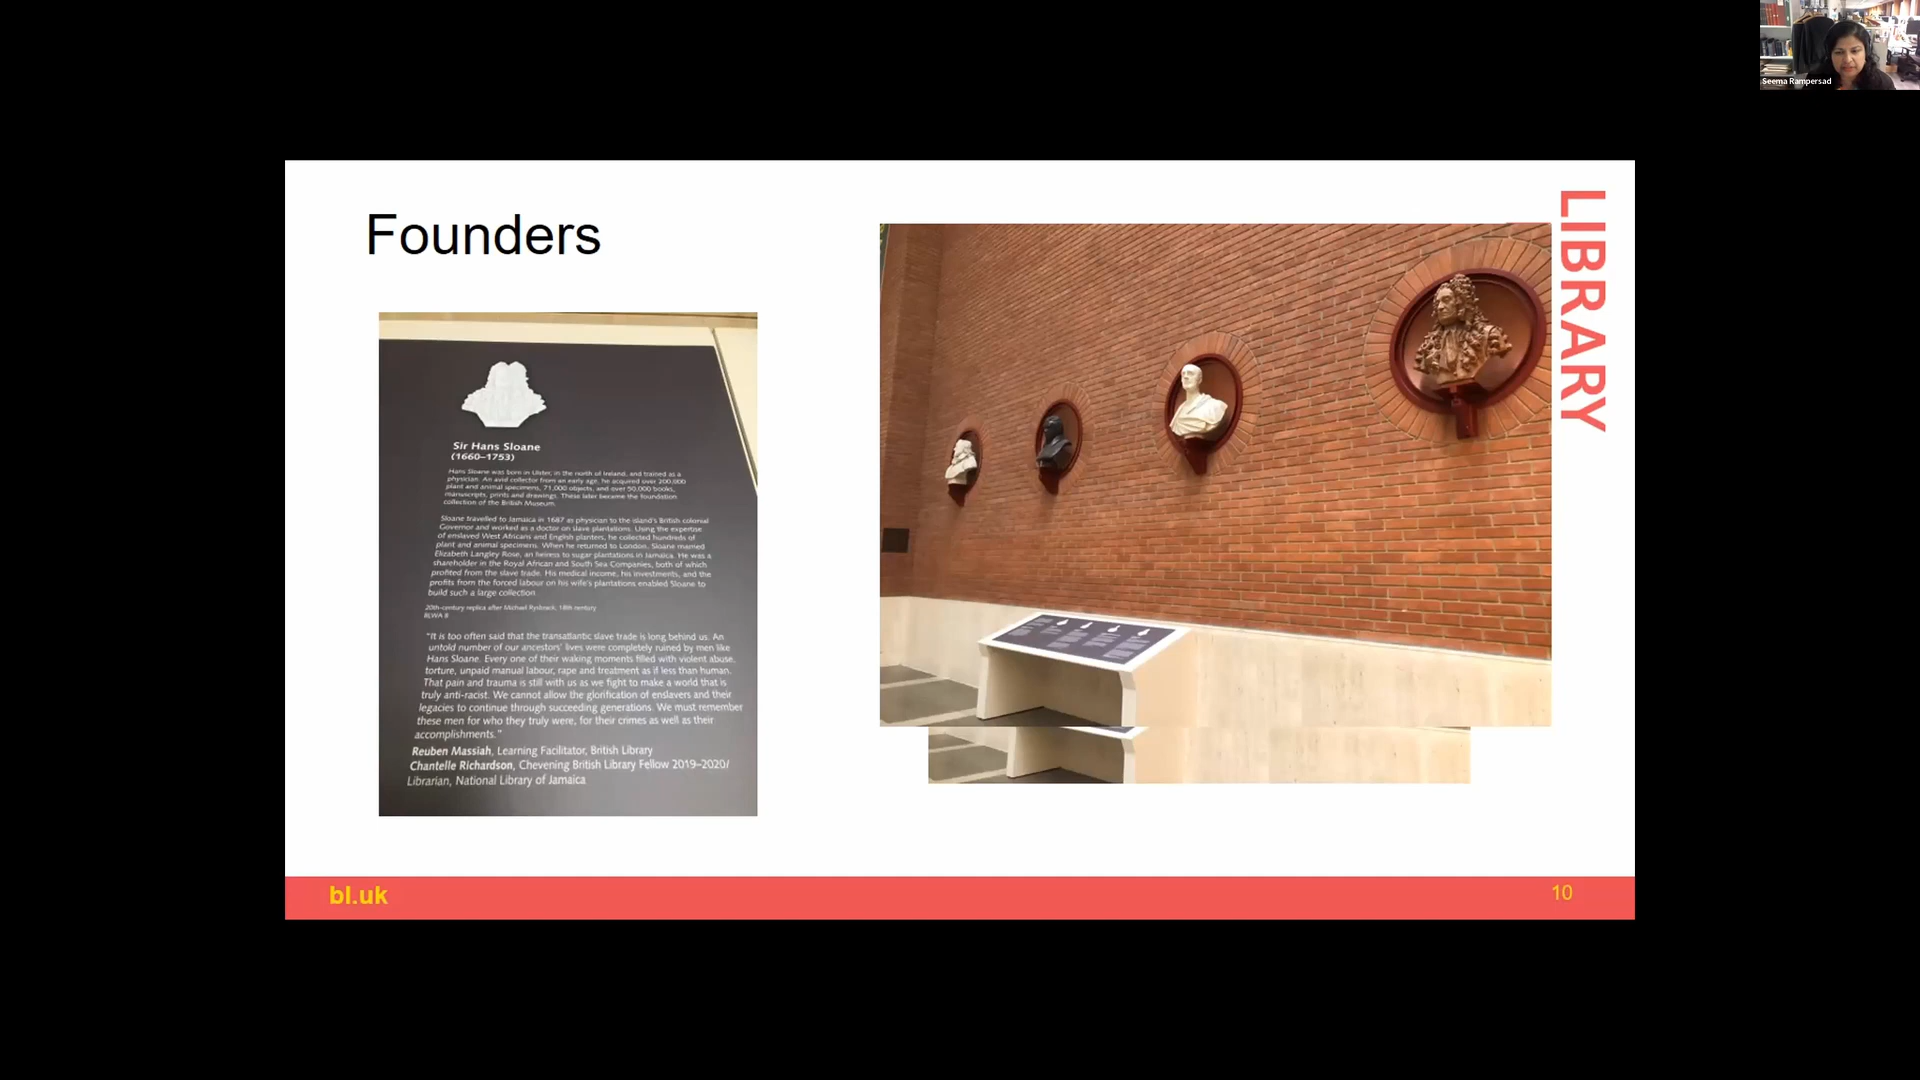 Seema Rampersad
Founders
LIBRARY
Sir Hans Sloane
(1660–1753)
Hans Sloane was born in Ulster, in the north of Ireland, and trained as a
physician. An avid collector from an early age, he acquired over 200,000
plant and animal specimens, 71,000 objects, and over 50,000 books,
manuscripts, prints and drawings. These later became the foundation
collection of the British Museum.
Sloane travelled to Jamaica in 1687 as physician to the island's British colonial
Governor and worked as a doctor on slave plantations. Using the expertise
of enslaved West Africans and English planters, he collected hundreds of
plant and animal specimens. When he returned to London, Sloane married
Elizabeth Langley Rose, an heiress to sugar plantations in Jamaica. He was a
shareholder in the Royal African and South Sea Companies, both of which
profited from the slave trade. His medical income, his investments, and the
profits from the forced labour on his wife's plantations enabled Sloane to
build such a large collection.
20th-century replica after Michael Rysbrack, 18th century
BLWA 8
"It is too often said that the transatlantic slave trade is long behind us. An
untold number of our ancestors' lives were completely ruined by men like
Hans Sloane. Every one of their waking moments filled with violent abuse,
torture, unpaid manual labour, rape and treatment as if less than human.
That pain and trauma is still with us as we fight to make a world that is
truly anti-racist. We cannot allow the glorification of enslavers and their
legacies to continue through succeeding generations. We must remember
these men for who they truly were, for their crimes as well as their
accomplishments."
Reuben Massiah, Learning Facilitator, British Library
Chantelle Richardson, Chevening British Library Fellow 2019–2020/
Librarian, National Library of Jamaica
bl.uk
10